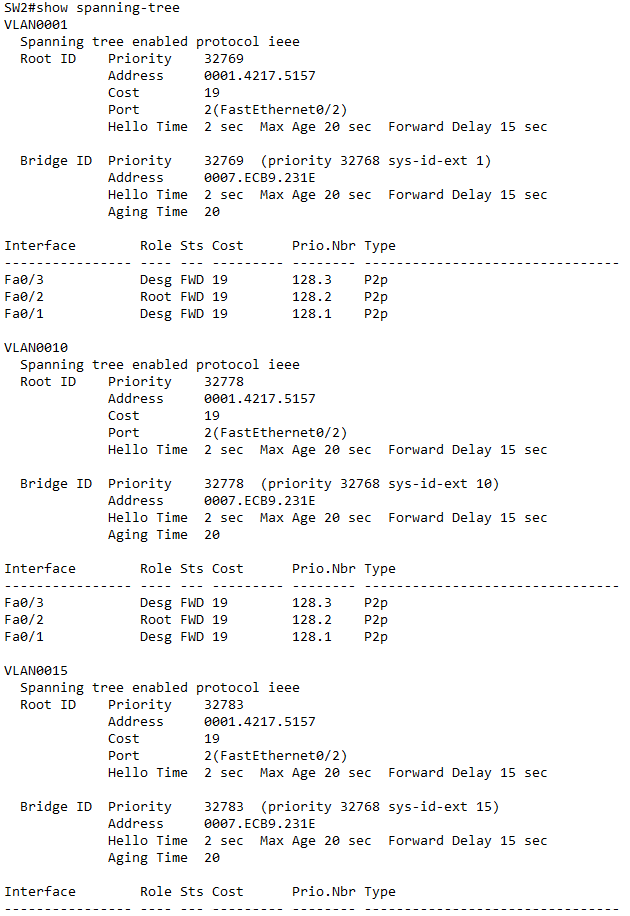 SW2#show spanning-tree
VLAN0001
  Spanning tree enabled protocol ieee
  Root ID    Priority    32769
             Address     0001.4217.5157
             Cost        19
             Port        2(FastEthernet0/2)
             Hello Time  2 sec  Max Age 20 sec  Forward Delay 15 sec

  Bridge ID  Priority    32769  (priority 32768 sys-id-ext 1)
             Address     0007.ECB9.231E
             Hello Time  2 sec  Max Age 20 sec  Forward Delay 15 sec
             Aging Time  20

Interface        Role Sts Cost      Prio.Nbr Type
---------------- ---- --- --------- -------- --------------------------------
Fa0/3            Desg FWD 19        128.3    P2p
Fa0/2            Root FWD 19        128.2    P2p
Fa0/1            Desg FWD 19        128.1    P2p

VLAN0010
  Spanning tree enabled protocol ieee
  Root ID    Priority    32778
             Address     0001.4217.5157
             Cost        19
             Port        2(FastEthernet0/2)
             Hello Time  2 sec  Max Age 20 sec  Forward Delay 15 sec

  Bridge ID  Priority    32778  (priority 32768 sys-id-ext 10)
             Address     0007.ECB9.231E
             Hello Time  2 sec  Max Age 20 sec  Forward Delay 15 sec
             Aging Time  20

Interface        Role Sts Cost      Prio.Nbr Type
---------------- ---- --- --------- -------- --------------------------------
Fa0/3            Desg FWD 19        128.3    P2p
Fa0/2            Root FWD 19        128.2    P2p
Fa0/1            Desg FWD 19        128.1    P2p

VLAN0015
  Spanning tree enabled protocol ieee
  Root ID    Priority    32783
             Address     0001.4217.5157
             Cost        19
             Port        2(FastEthernet0/2)
             Hello Time  2 sec  Max Age 20 sec  Forward Delay 15 sec

  Bridge ID  Priority    32783  (priority 32768 sys-id-ext 15)
             Address     0007.ECB9.231E
             Hello Time  2 sec  Max Age 20 sec  Forward Delay 15 sec
             Aging Time  20

Interface        Role Sts Cost      Prio.Nbr Type
---------------- ---- --- --------- -------- --------------------------------